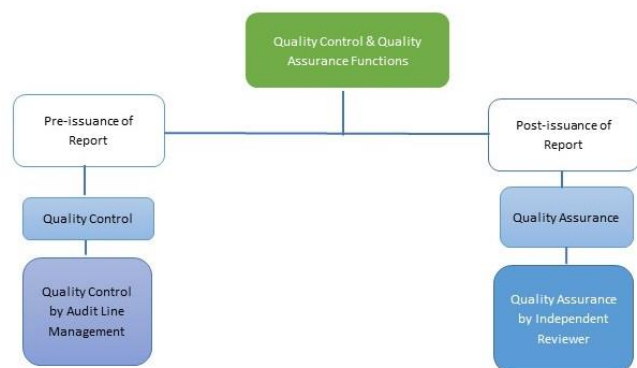 Quality Control & Quality
Assurance Functions
Pre-issuance of
Report
Post-issuance of
Report
Quality Control
Quality Assurance
Quality Control
by Audit Line
Management
Quality Assurance
by Independent
Reviewer